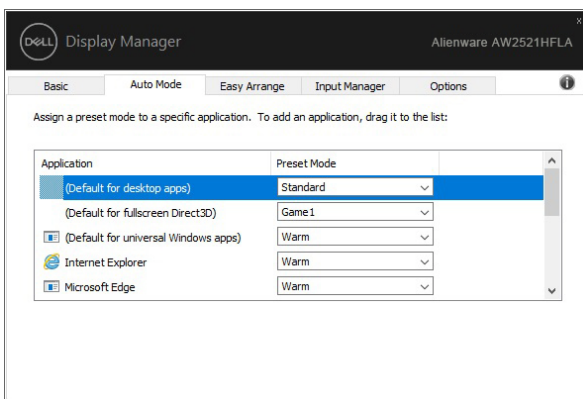 DELL Display Manager Alienware AW2521HFLA
Basic Auto Mode Easy Arrange Input Manager Options
Assign a preset mode to a specific application. To add an application, drag it to the list:
Application Preset Mode
(Default for desktop apps) Standard
(Default for fullscreen Direct3D) Game1
(Default for universal Windows apps) Warm
Internet Explorer Warm
Microsoft Edge Warm